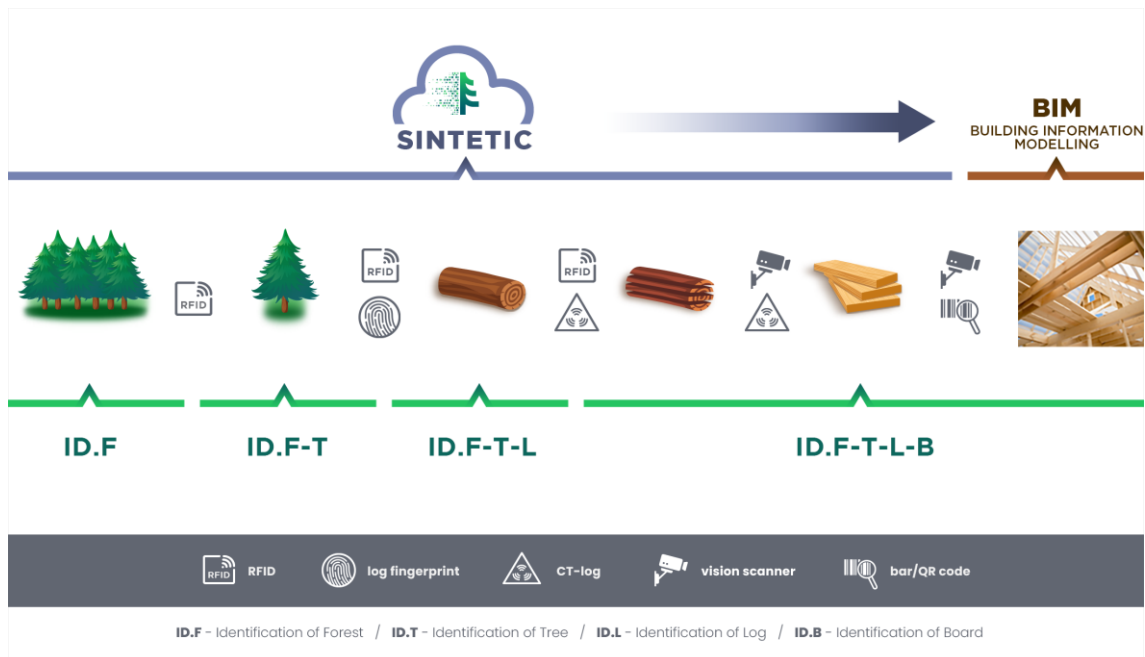 SINTETIC
BIM
BUILDING INFORMATION
MODELLING
RFID
RFID
RFID
ID.F
ID.F-T
ID.F-T-L
ID.F-T-L-B
RFID RFID log fingerprint CT-log vision scanner bar/QR code
ID.F - Identification of Forest / ID.T - Identification of Tree / ID.L - Identification of Log / ID.B - Identification of Board